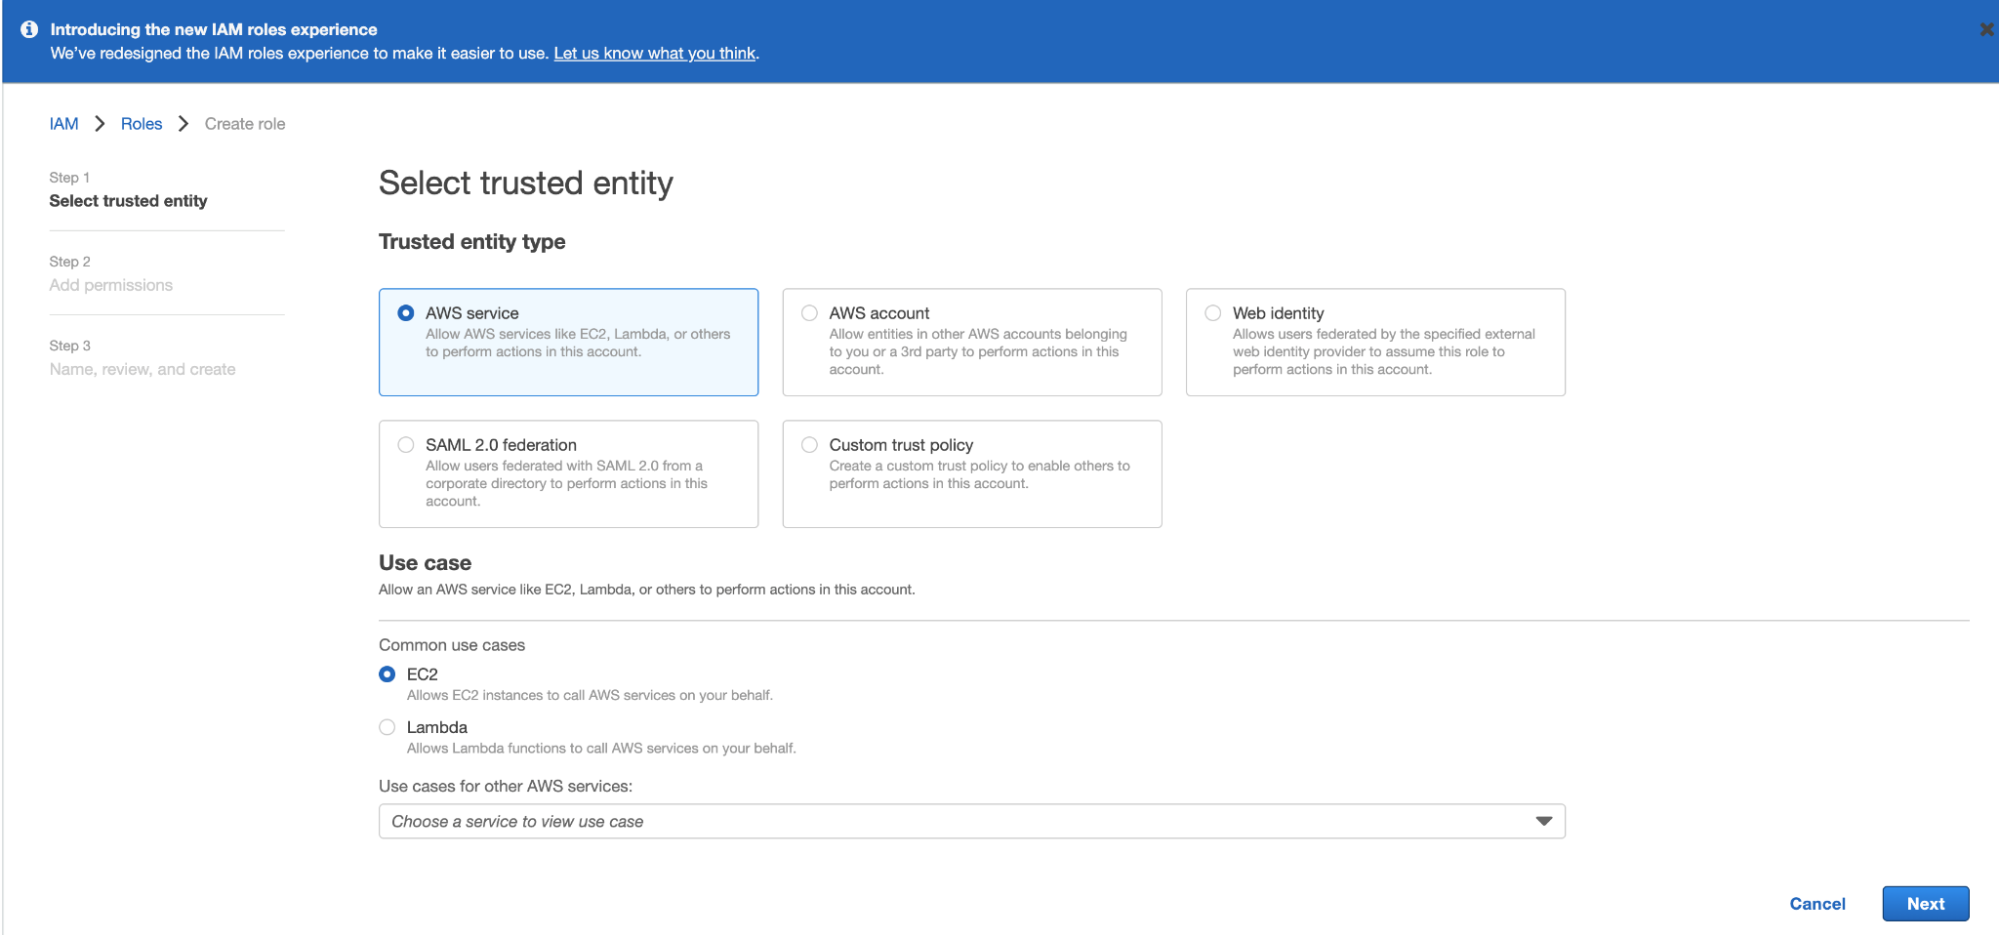 Introducing the new IAM roles experience
We've redesigned the IAM roles experience to make it easier to use. Let us know what you think.
IAM > Roles > Create role
Step 1
Select trusted entity
Step 2
Add permissions
Step 3
Name, review, and create
Select trusted entity
Trusted entity type
AWS service
Allow AWS services like EC2, Lambda, or others
to perform actions in this account.
AWS account
Allow entities in other AWS accounts belonging
to you or a 3rd party to perform actions in this
account.
Web identity
Allows users federated by the specified external
web identity provider to assume this role to
perform actions in this account.
SAML 2.0 federation
Allow users federated with SAML 2.0 from a
corporate directory to perform actions in this
account.
Custom trust policy
Create a custom trust policy to enable others to
perform actions in this account.
Use case
Allow an AWS service like EC2, Lambda, or others to perform actions in this account.
Common use cases
EC2
Allows EC2 instances to call AWS services on your behalf.
Lambda
Allows Lambda functions to call AWS services on your behalf.
Use cases for other AWS services:
Choose a service to view use case
Cancel
Next